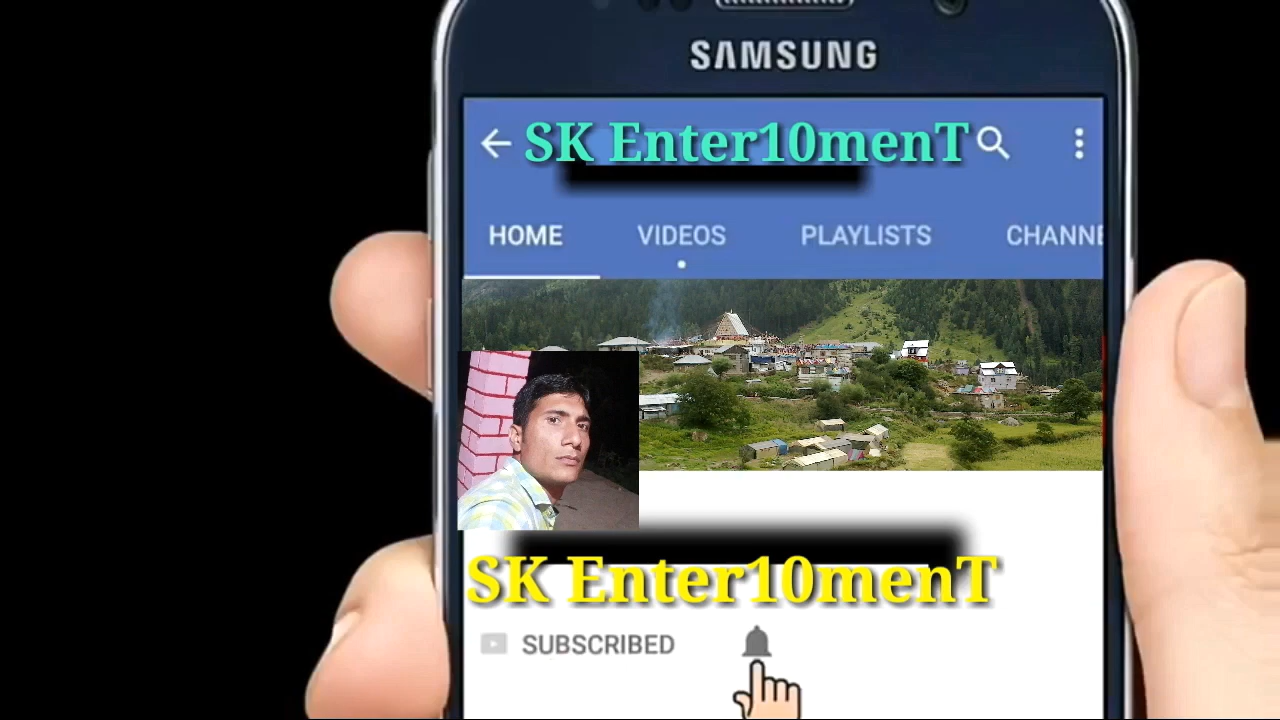 SAMSUNG
SK Enter10menT
HOME VIDEOS PLAYLISTS CHANNE
SK Enter10menT
SUBSCRIBED